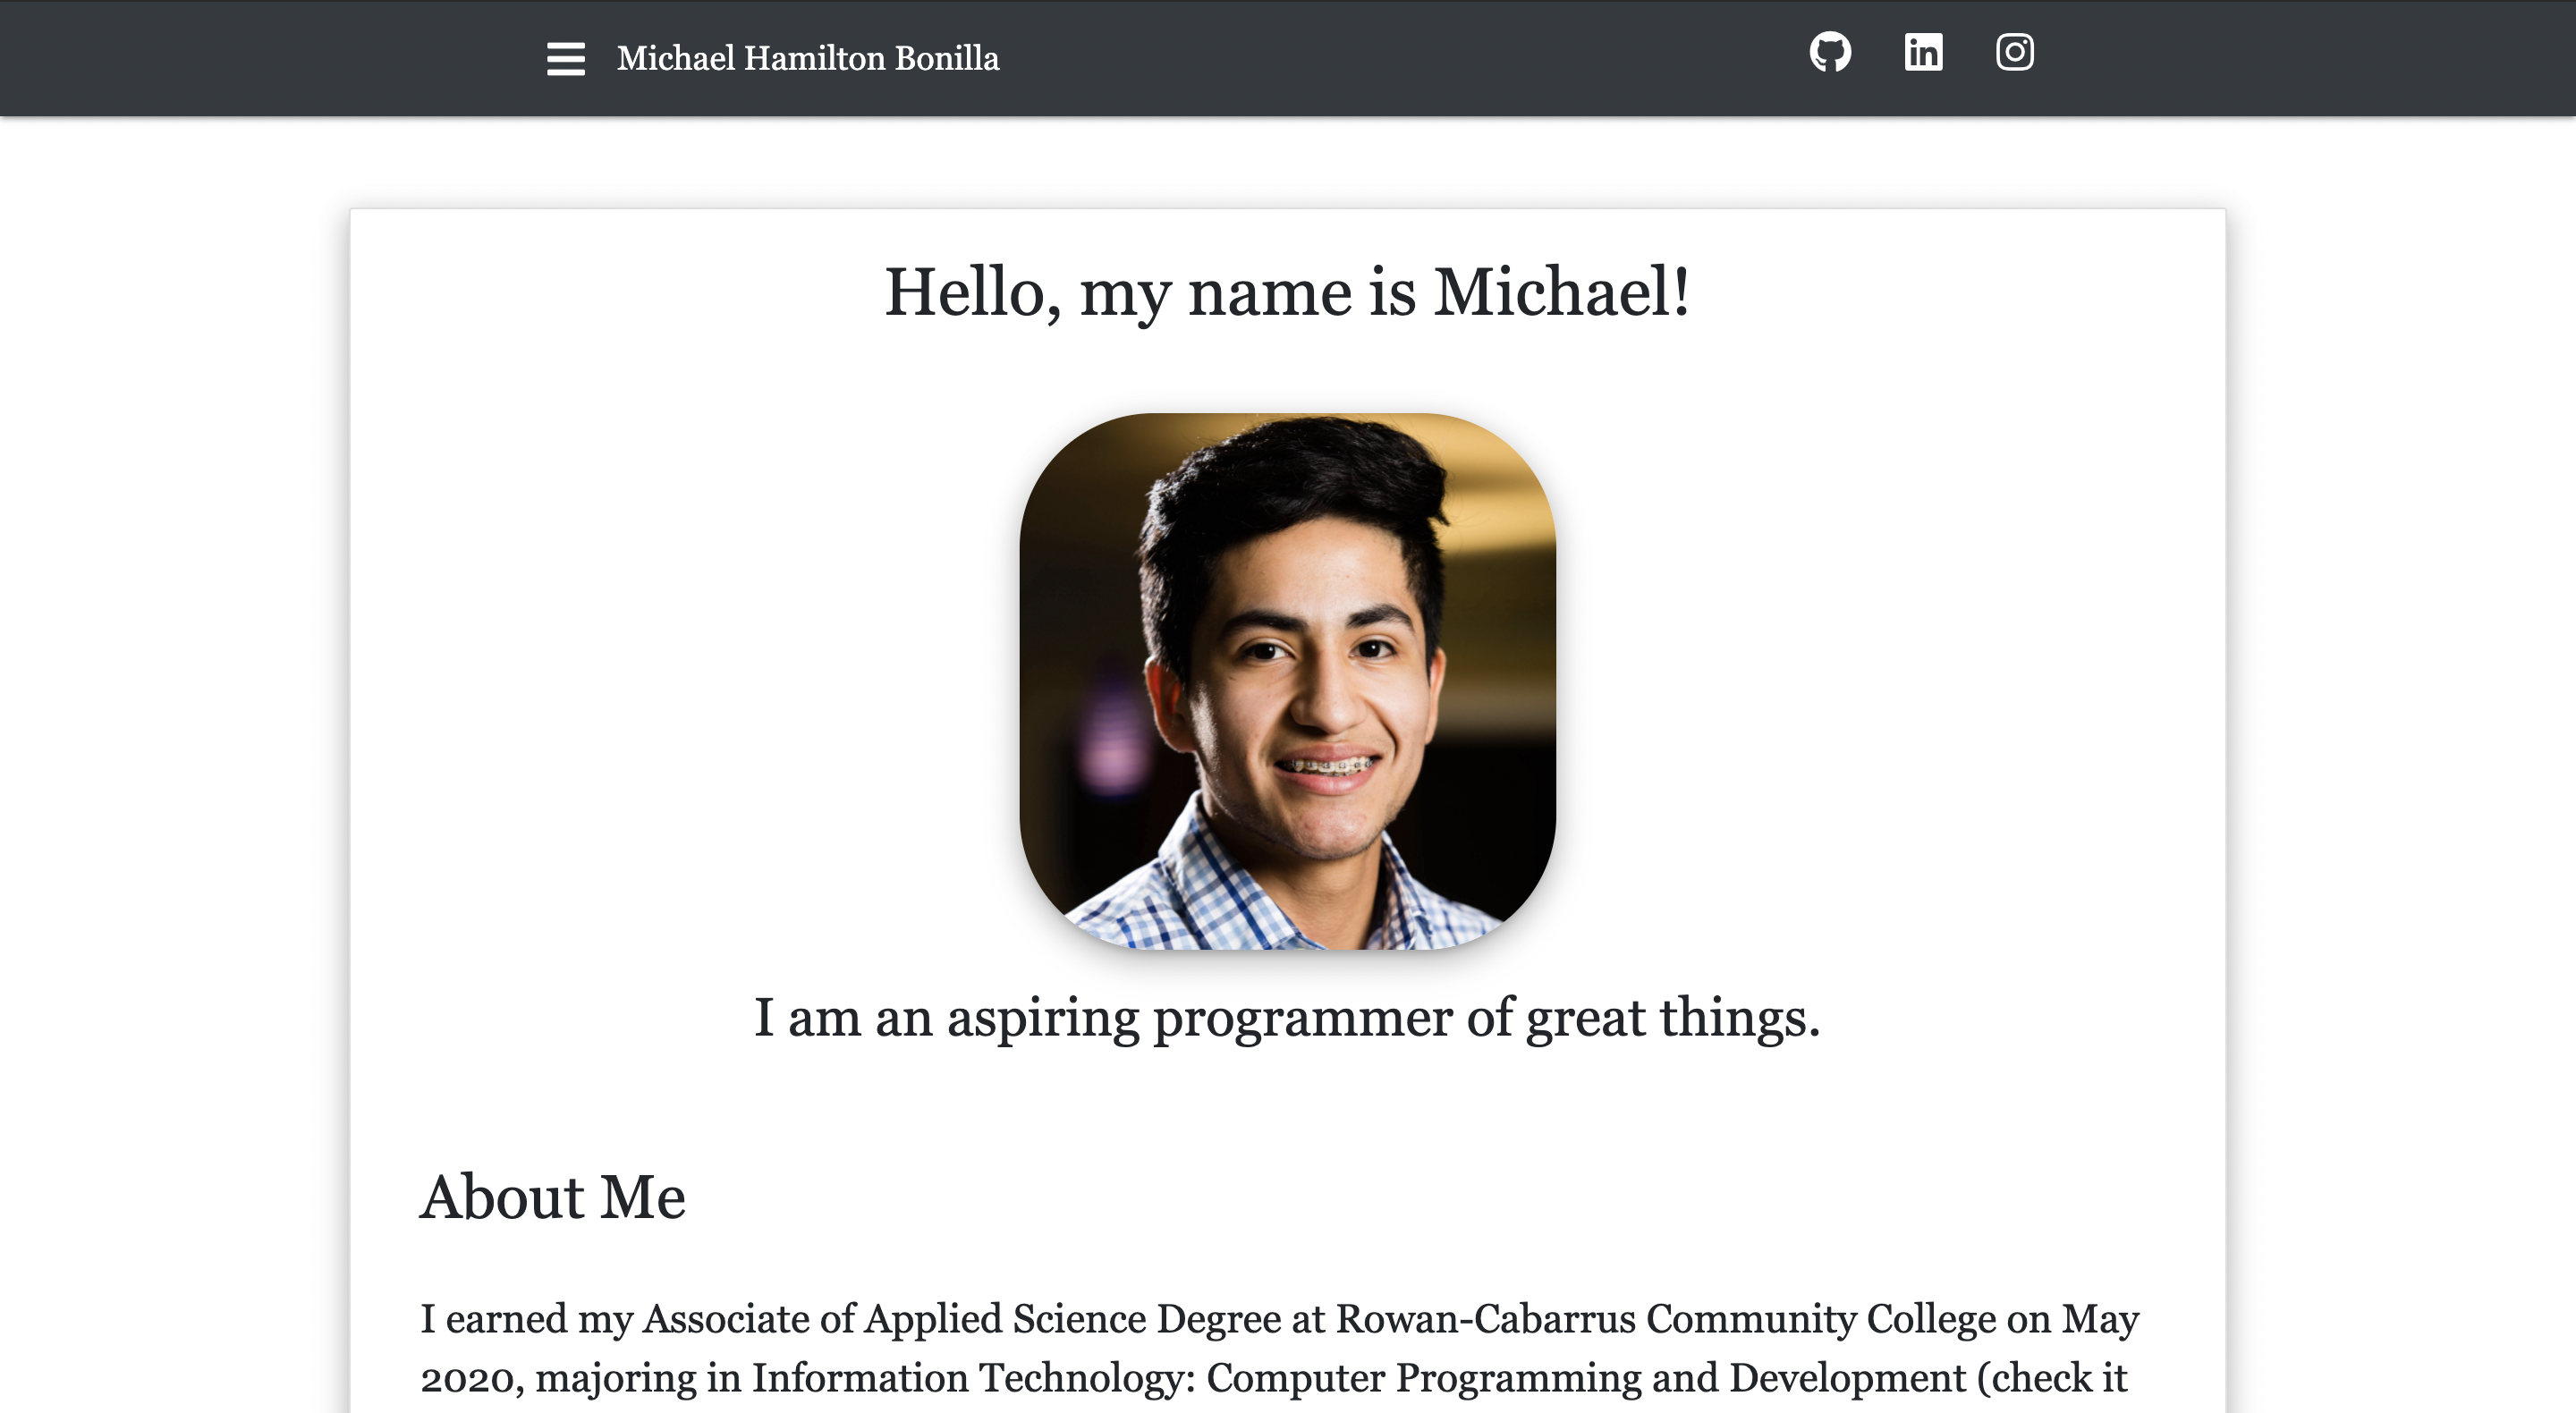 Michael Hamilton Bonilla
Hello, my name is Michael!
I am an aspiring programmer of great things.
About Me
I earned my Associate of Applied Science Degree at Rowan-Cabarrus Community College on May
2020, majoring in Information Technology: Computer Programming and Development (check it